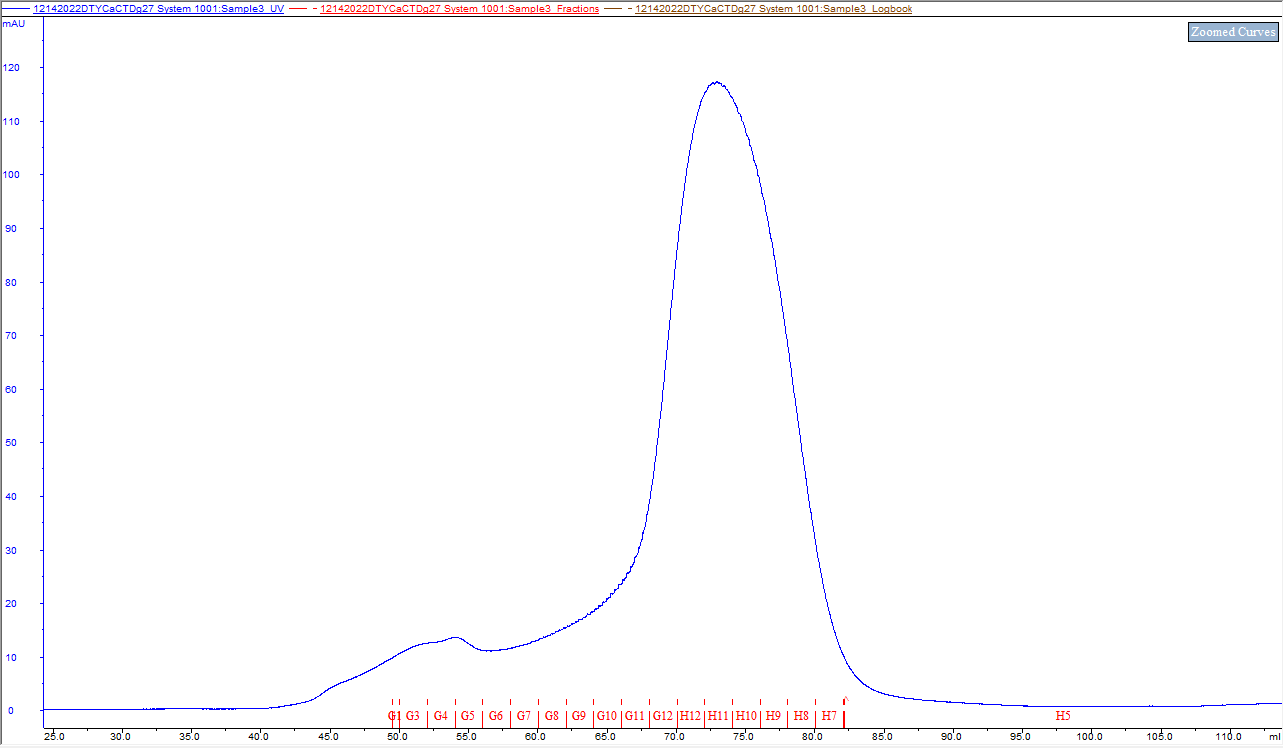 12142022DTYCaCTDg27 System 1001:Sample3_UV 12142022DTYCaCTDg27 System 1001:Sample3_Fractions 12142022DTYCaCTDg27 System 1001:Sample3_Logbook
mAU
Zoomed Curves
120
110
100
90
80
70
60
50
40
30
20
10
0
G1 G3 G4 G5 G6 G7 G8 G9 G10 G11 G12 H12 H11 H10 H9 H8 H7 H5
25.0 30.0 35.0 40.0 45.0 50.0 55.0 60.0 65.0 70.0 75.0 80.0 85.0 90.0 95.0 100.0 105.0 110.0 ml